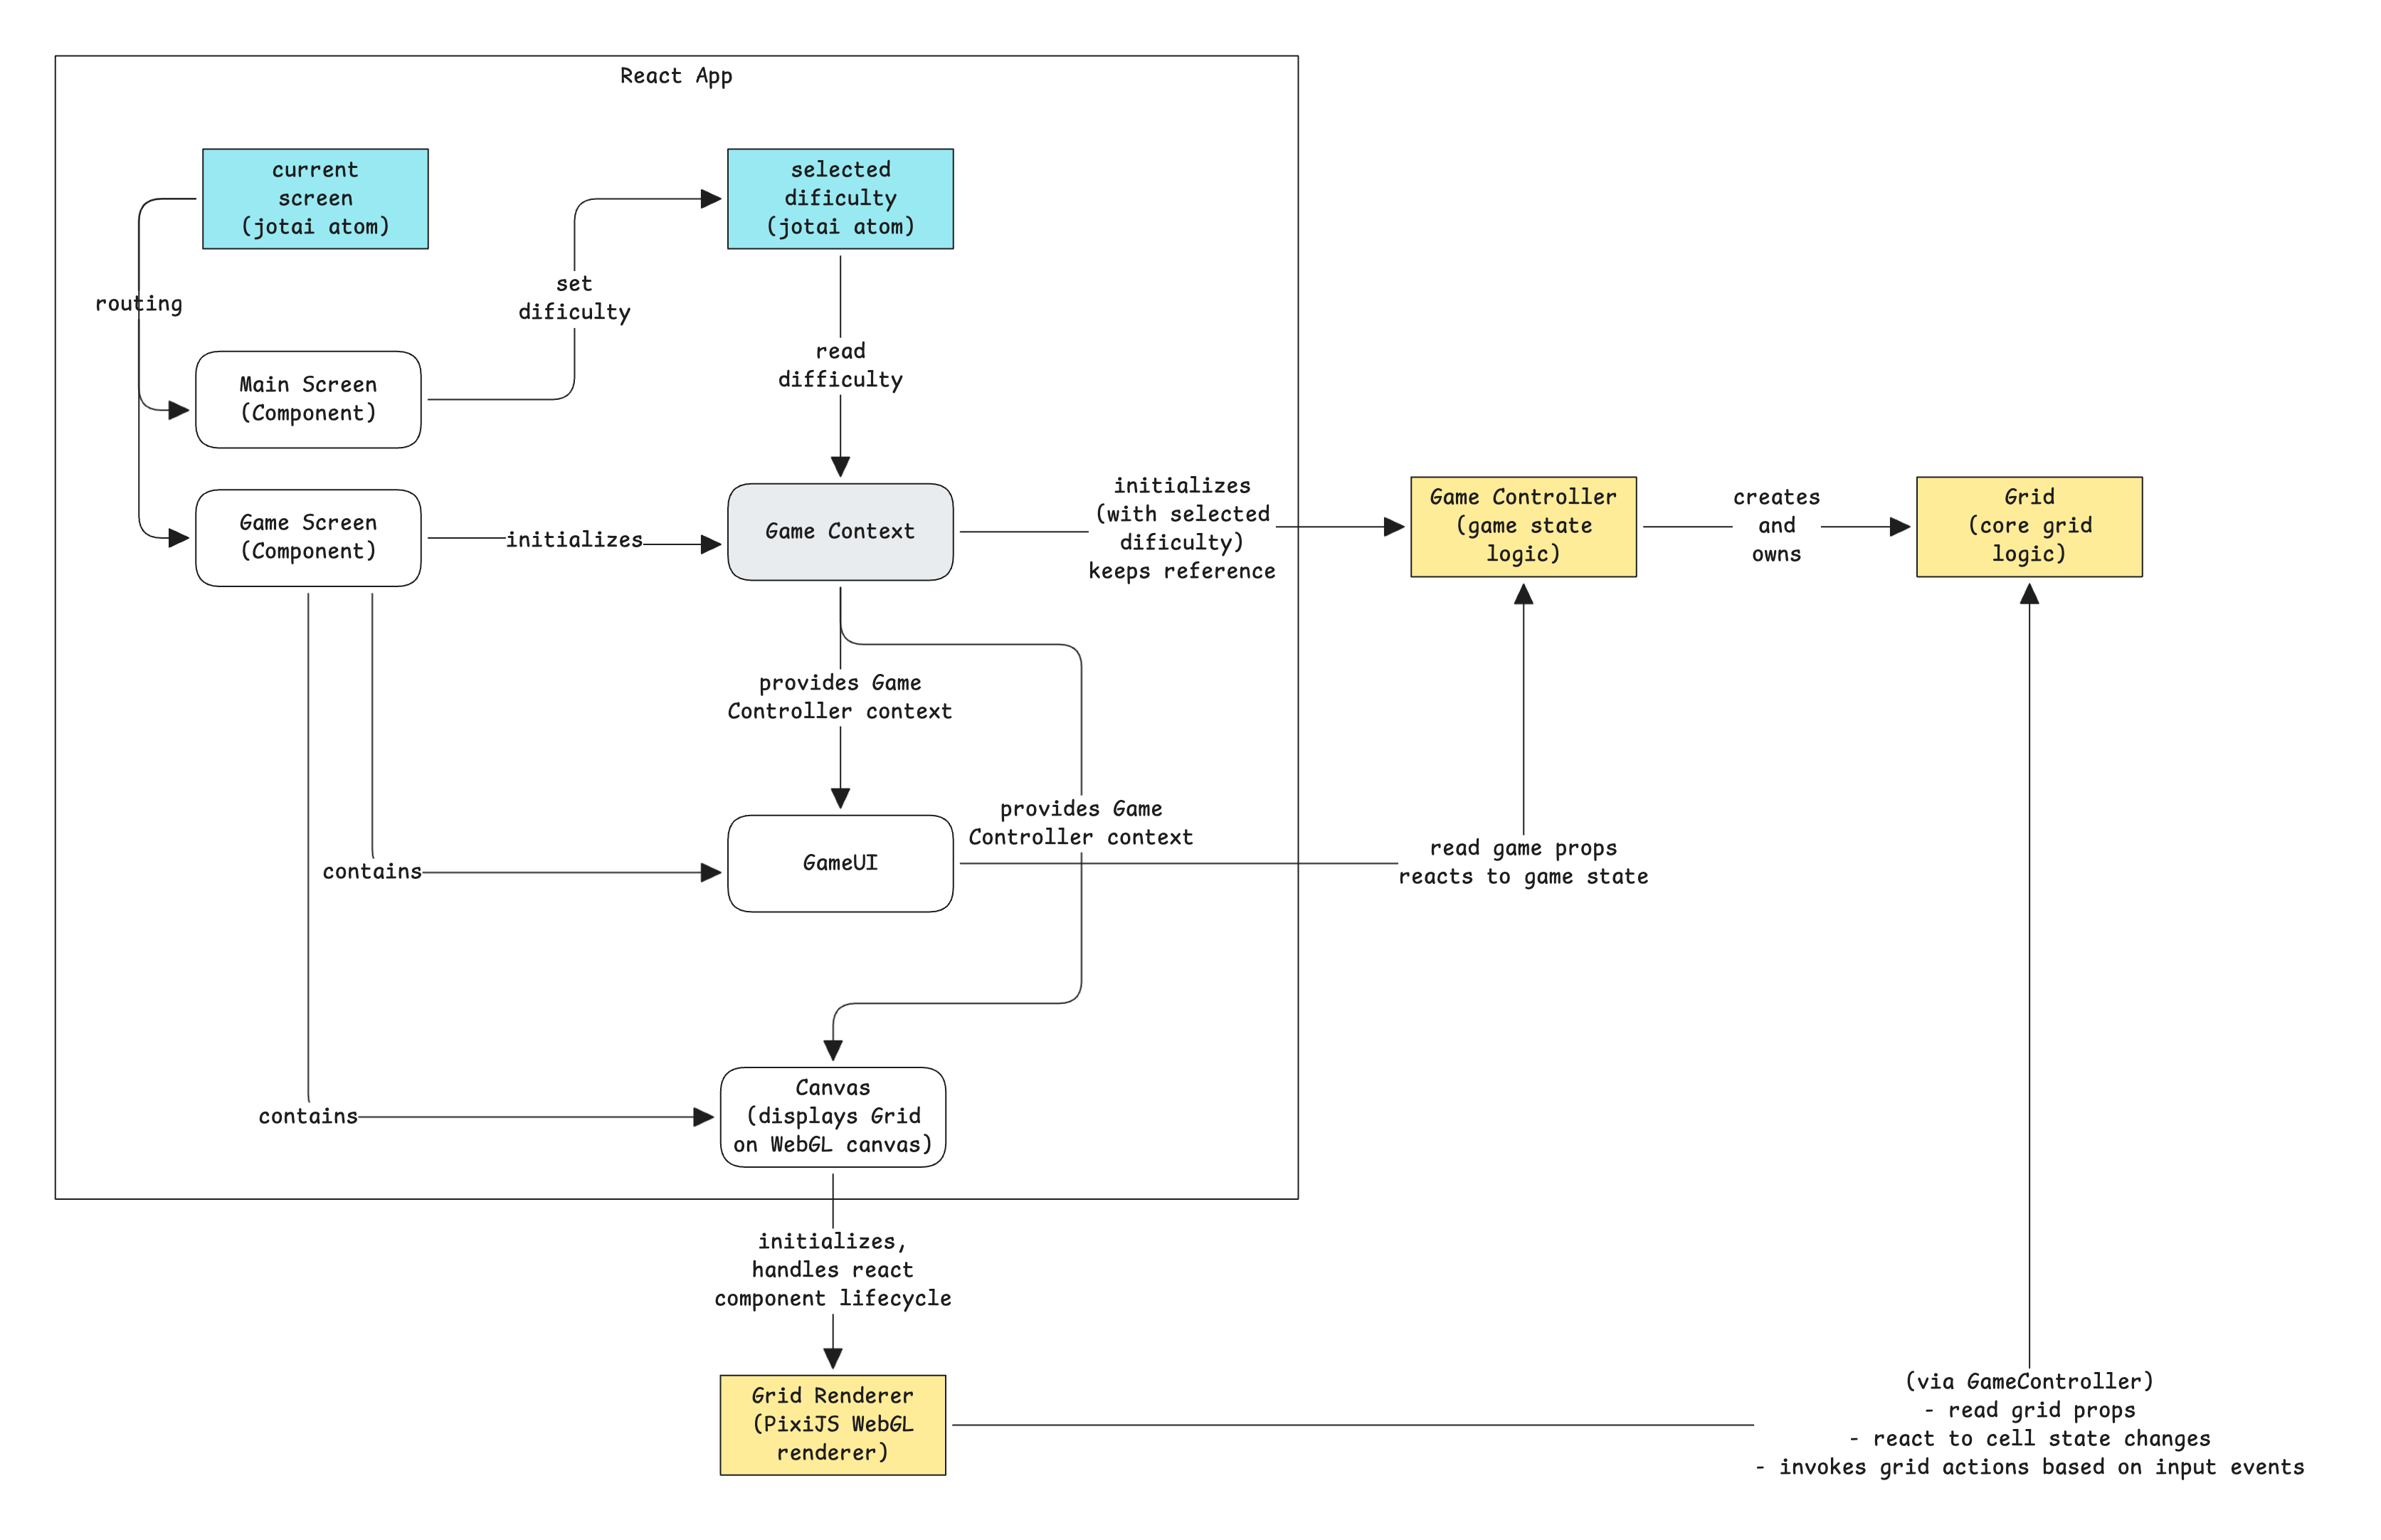 React App
current
screen
(jotai atom)
selected
dificulty
(jotai atom)
routing
set
dificulty
Main Screen
(Component)
read
difficulty
Game Screen
(Component)
initializes
Game Context
initializes
(with selected
dificulty)
keeps reference
Game Controller
(game state
logic)
creates
and
owns
Grid
(core grid
logic)
provides Game
Controller context
provides Game
Controller context
contains
GameUI
read game props
reacts to game state
contains
Canvas
(displays Grid
on WebGL canvas)
initializes,
handles react
component lifecycle
Grid Renderer
(PixiJS WebGL
renderer)
(via GameController)
- read grid props
- react to cell state changes
- invokes grid actions based on input events